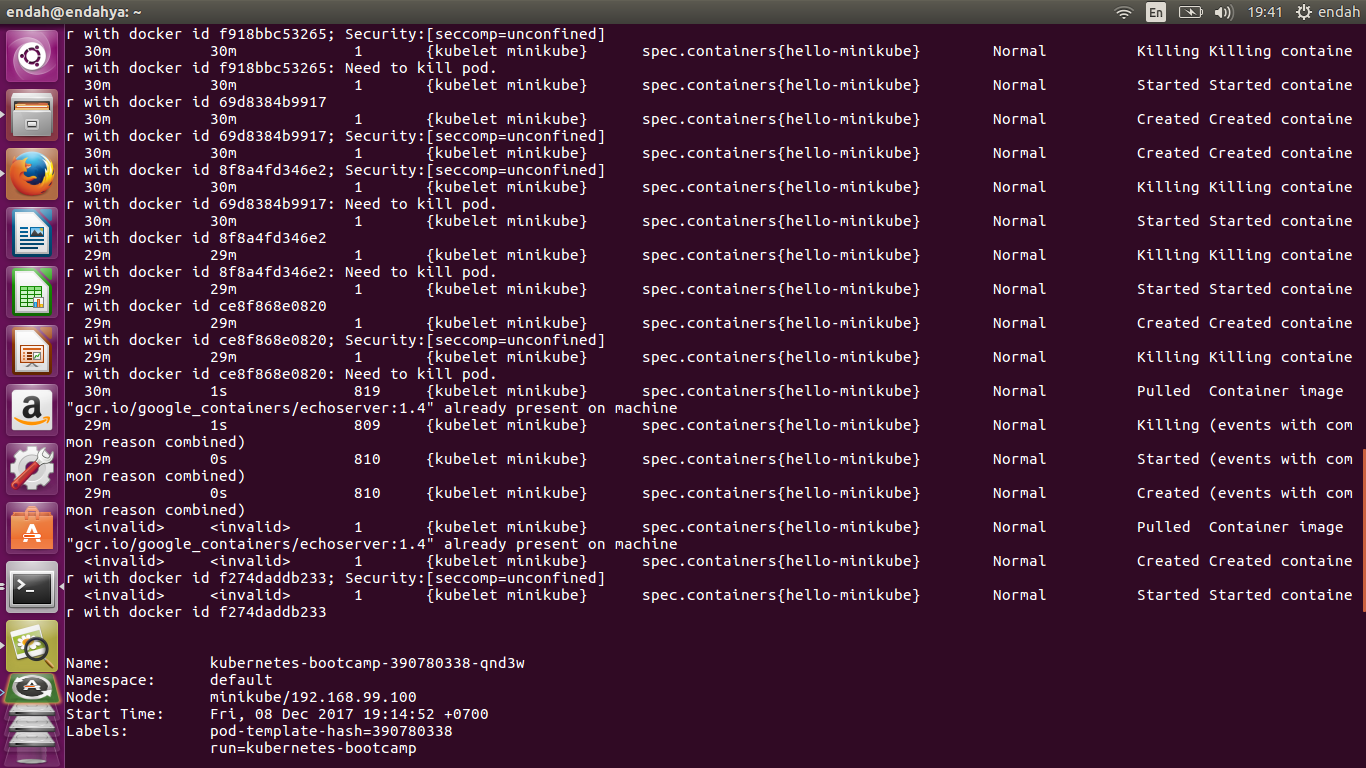 endah@endahya: ~
En
19:41
endah
r with docker id f918bbc53265; Security:[seccomp=unconfined]
30m 30m 1 {kubelet minikube} spec.containers{hello-minikube} Normal Killing Killing containe
r with docker id f918bbc53265: Need to kill pod.
30m 30m 1 {kubelet minikube} spec.containers{hello-minikube} Normal Started Started containe
r with docker id 69d8384b9917
30m 30m 1 {kubelet minikube} spec.containers{hello-minikube} Normal Created Created containe
r with docker id 69d8384b9917; Security:[seccomp=unconfined]
30m 30m 1 {kubelet minikube} spec.containers{hello-minikube} Normal Created Created containe
r with docker id 8f8a4fd346e2; Security:[seccomp=unconfined]
30m 30m 1 {kubelet minikube} spec.containers{hello-minikube} Normal Killing Killing containe
r with docker id 69d8384b9917: Need to kill pod.
30m 30m 1 {kubelet minikube} spec.containers{hello-minikube} Normal Started Started containe
r with docker id 8f8a4fd346e2
29m 29m 1 {kubelet minikube} spec.containers{hello-minikube} Normal Killing Killing containe
r with docker id 8f8a4fd346e2: Need to kill pod.
29m 29m 1 {kubelet minikube} spec.containers{hello-minikube} Normal Started Started containe
r with docker id ce8f868e0820
29m 29m 1 {kubelet minikube} spec.containers{hello-minikube} Normal Created Created containe
r with docker id ce8f868e0820; Security:[seccomp=unconfined]
29m 29m 1 {kubelet minikube} spec.containers{hello-minikube} Normal Killing Killing containe
r with docker id ce8f868e0820: Need to kill pod.
30m 1s 819 {kubelet minikube} spec.containers{hello-minikube} Normal Pulled Container image
"gcr.io/google_containers/echoserver:1.4" already present on machine
29m 1s 809 {kubelet minikube} spec.containers{hello-minikube} Normal Killing (events with com
mon reason combined)
29m 0s 810 {kubelet minikube} spec.containers{hello-minikube} Normal Started (events with com
mon reason combined)
29m 0s 810 {kubelet minikube} spec.containers{hello-minikube} Normal Created (events with com
mon reason combined)
<invalid> <invalid> 1 {kubelet minikube} spec.containers{hello-minikube} Normal Pulled Container image
"gcr.io/google_containers/echoserver:1.4" already present on machine
<invalid> <invalid> 1 {kubelet minikube} spec.containers{hello-minikube} Normal Created Created containe
r with docker id f274daddb233; Security:[seccomp=unconfined]
<invalid> <invalid> 1 {kubelet minikube} spec.containers{hello-minikube} Normal Started Started containe
r with docker id f274daddb233
Name: kubernetes-bootcamp-390780338-qnd3w
Namespace: default
Node: minikube/192.168.99.100
Start Time: Fri, 08 Dec 2017 19:14:52 +0700
Labels: pod-template-hash=390780338
run=kubernetes-bootcamp